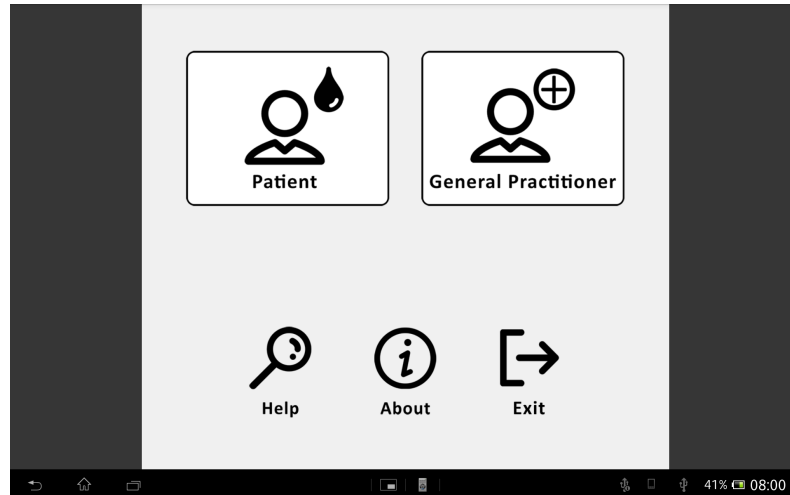 Patient
General Practitioner
Help
About
Exit
41% 08:00